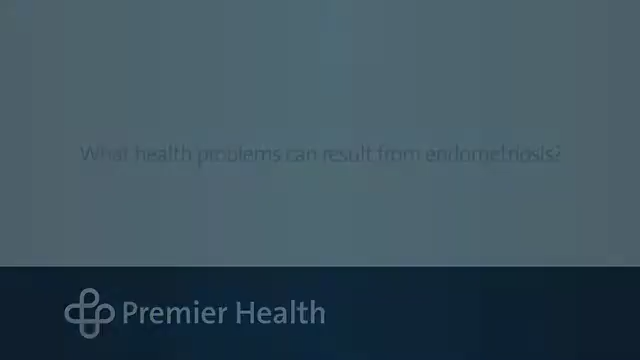 What health problems can result from endometriosis?
Premier Health